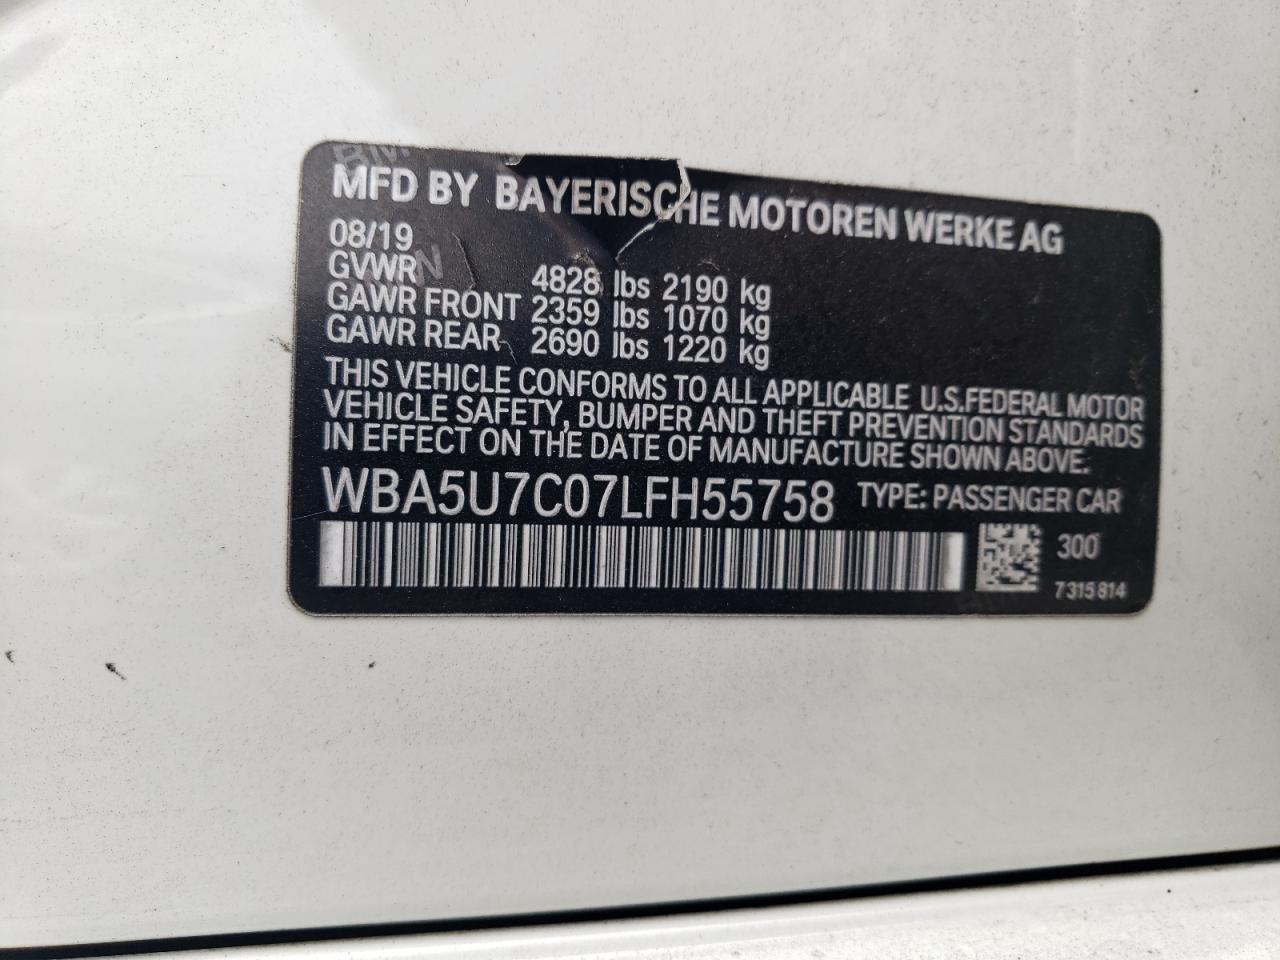 MFD BY BAYERISCHE MOTOREN WERKE AG
08/19
GVWR 4828 lbs 2190 kg
GAWR FRONT 2359 lbs 1070 kg
GAWR REAR 2690 lbs 1220 kg
THIS VEHICLE CONFORMS TO ALL APPLICABLE U.S.FEDERAL MOTOR
VEHICLE SAFETY, BUMPER AND THEFT PREVENTION STANDARDS
IN EFFECT ON THE DATE OF MANUFACTURE SHOWN ABOVE.
WBA5U7C07LFH55758 TYPE: PASSENGER CAR
300
7315814